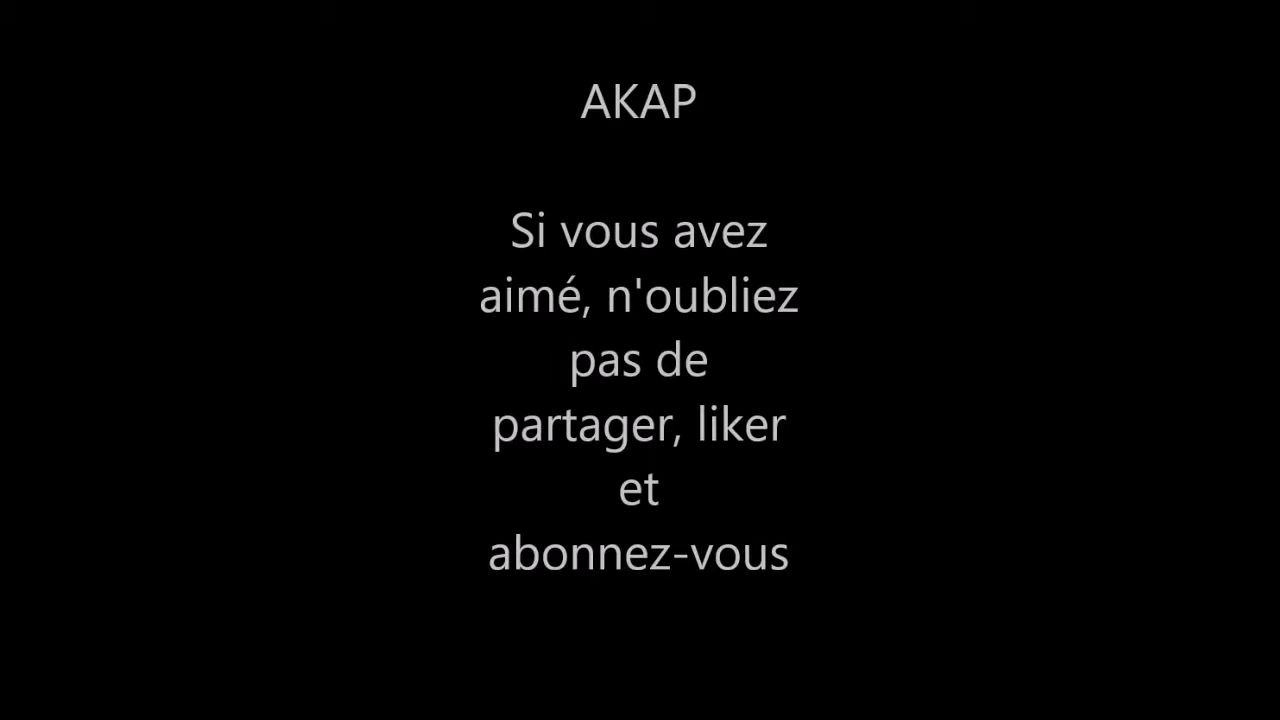 AKAP
Si vous avez
aimé, n'oubliez
pas de
partager, liker
et
abonnez-vous